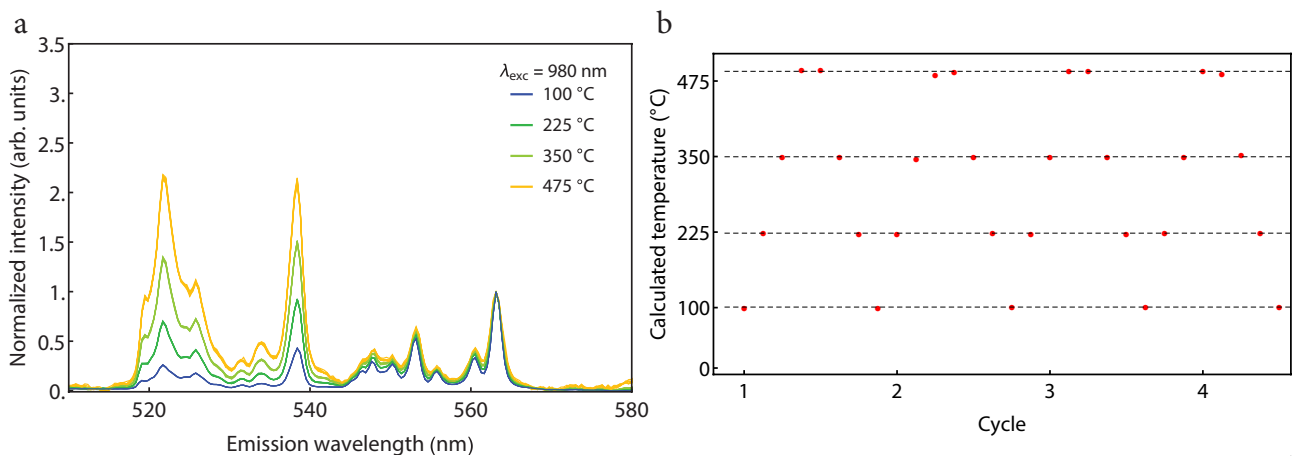 a
3.5
3.
2.5
2.0
1.5
1.
0.5
0.
520
540
560
580
Normalized intensity (arb. units)
Emission wavelength (nm)
λexc = 980 nm
100 °C
225 °C
350 °C
475 °C
b
475
350
225
100
0
1
2
3
4
Calculated temperature (°C)
Cycle